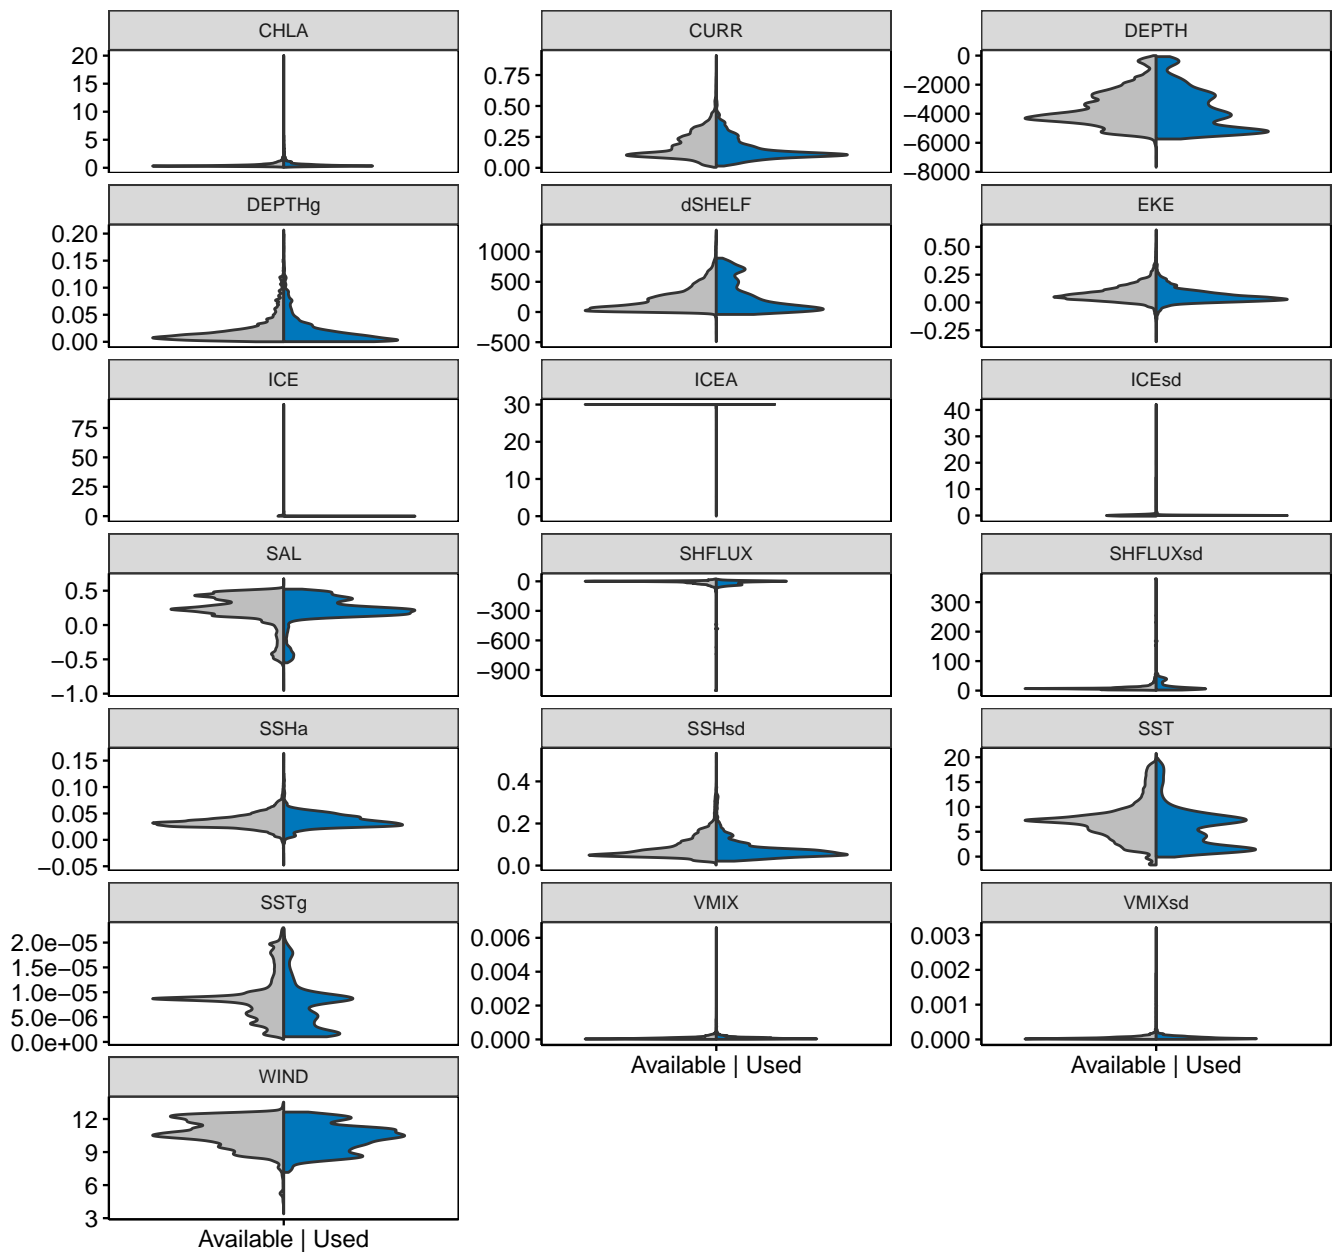 CHLA
CURR
DEPTH
20
15
10
5
0
0.75
0.50
0.25
0.00
0
−2000
−4000
−6000
−8000
DEPTHg
dSHELF
EKE
0.20
0.15
0.10
0.05
0.00
1000
500
0
−500
0.50
0.25
0.00
−0.25
ICE
ICEA
ICEsd
75
50
25
0
30
20
10
0
40
30
20
10
0
SAL
SHFLUX
SHFLUXsd
0.5
0.0
−0.5
−1.0
0
−300
−600
−900
300
200
100
0
SSHa
SSHsd
SST
0.15
0.10
0.05
0.00
−0.05
0.4
0.2
0.0
20
15
10
5
0
SSTg
VMIX
VMIXsd
2.0e−05
1.5e−05
1.0e−05
5.0e−06
0.0e+00
0.006
0.004
0.002
0.000
0.003
0.002
0.001
0.000
Available | Used
Available | Used
WIND
12
9
6
3
Available | Used